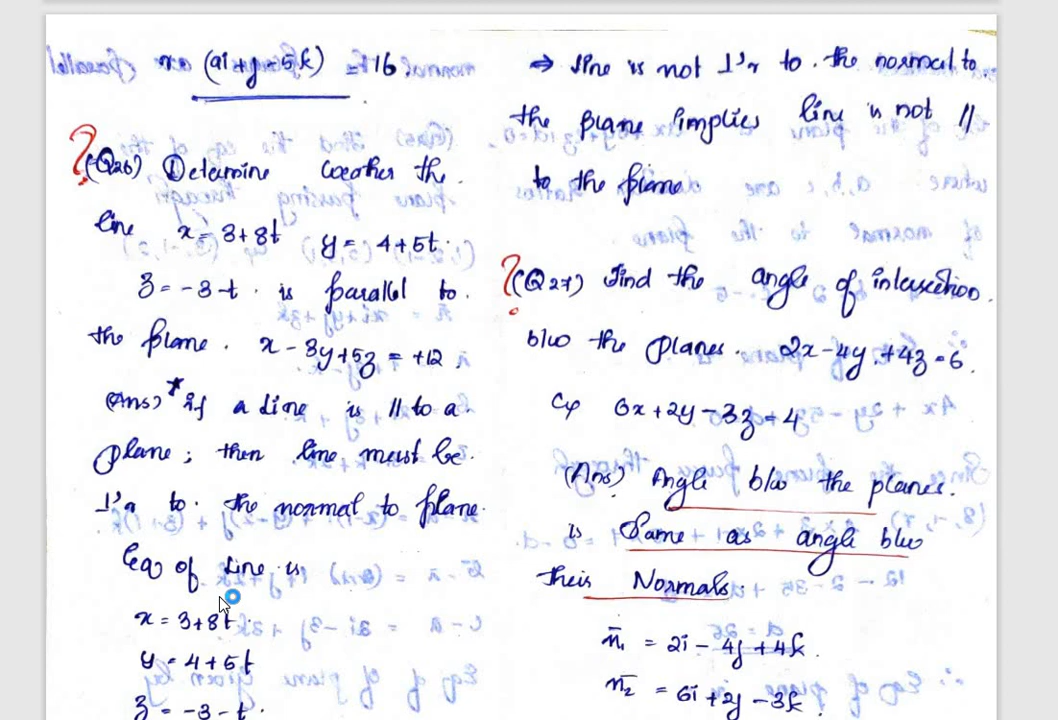 (ai + y - 5k) = 16
?
(Q26) Determine weather the
line x = 3+8t y = 4+5t.
z = -3-t. is parallel to.
the plane. x - 3y + 5z = +12
(Ans) * if a line is // to a
plane; then line must be
⊥'r to. the normal to plane.
Eq of Line is
x = 3+8t.
y = 4+5t
z = -3-t.
⇒ line is not ⊥'r to. the normal to
the plane implies line is not //
to the plane
?
(Q27) Find the angle of intersection.
b/w the planes. 2x-4y+4z=6
6x+2y-3z=4
(Ans) Angle b/w the planes.
is Same as angle b/w
their Normals.
n̄₁ = 2i - 4j + 4k.
n̄₂ = 6i + 2j - 3k